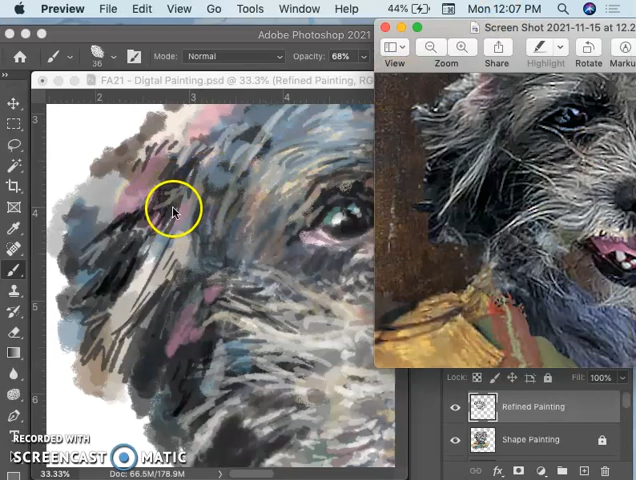 Preview File Edit View Go Tools Window Help 44% Mon 12:07 PM
Screen Shot 2021-11-15 at 12.2
View Zoom Share Highlight Rotate Markup
36 Mode: Normal Opacity: 68%
Adobe Photoshop 2021
FA21 - Digtal Painting.psd @ 33.3% (Refined Painting, RG
2 3 4
3
4
5
6
Lock: Fill: 100%
Refined Painting
Shape Painting
fx
T
RECORDED WITH
SCREENCAST MATIC
33.33% Doc: 66.5M/178.9M